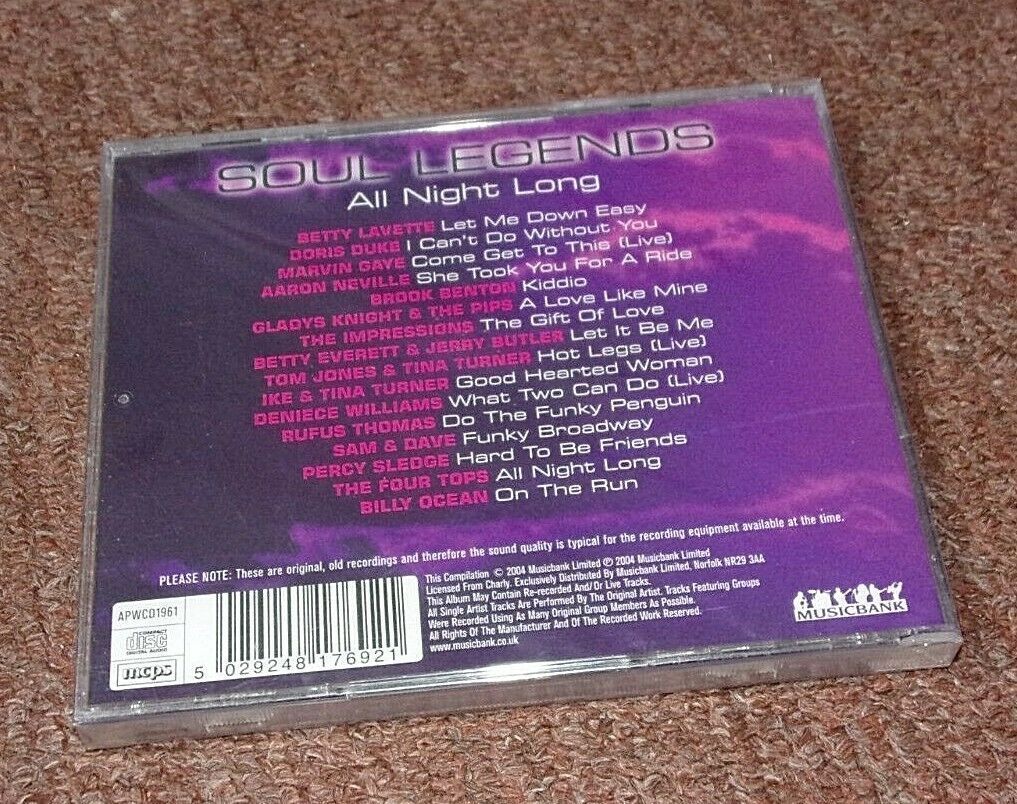 SOUL LEGENDS
All Night Long
BETTY LAVETTE Let Me Down Easy
DORIS DUKE I Can't Do Without You
MARVIN GAYE Come Get To This (Live)
AARON NEVILLE She Took You For A Ride
BROOK BENTON Kiddio
GLADYS KNIGHT & THE PIPS A Love Like Mine
THE IMPRESSIONS The Gift Of Love
BETTY EVERETT & JERRY BUTLER Let It Be Me
TOM JONES & TINA TURNER Hot Legs (Live)
IKE & TINA TURNER Good Hearted Woman
DENIECE WILLIAMS What Two Can Do (Live)
RUFUS THOMAS Do The Funky Penguin
SAM & DAVE Funky Broadway
PERCY SLEDGE Hard To Be Friends
THE FOUR TOPS All Night Long
BILLY OCEAN On The Run
PLEASE NOTE: These are original, old recordings and therefore the sound quality is typical for the recording equipment available at the time.
APWCD1961
COMPACT
disc
DIGITAL AUDIO
mcps
5 029248 176921
This Compilation © 2004 Musicbank Limited ℗ 2004 Musicbank Limited
Licensed From Charly. Exclusively Distributed By Musicbank Limited, Norfolk NR29 3AA
This Album May Contain Re-recorded And/Or Live Tracks.
All Single Artist Tracks Are Performed By The Original Artist. Tracks Featuring Groups
Were Recorded Using As Many Original Group Members As Possible.
All Rights Of The Manufacturer And Of The Recorded Work Reserved.
www.musicbank.co.uk
MUSICBANK